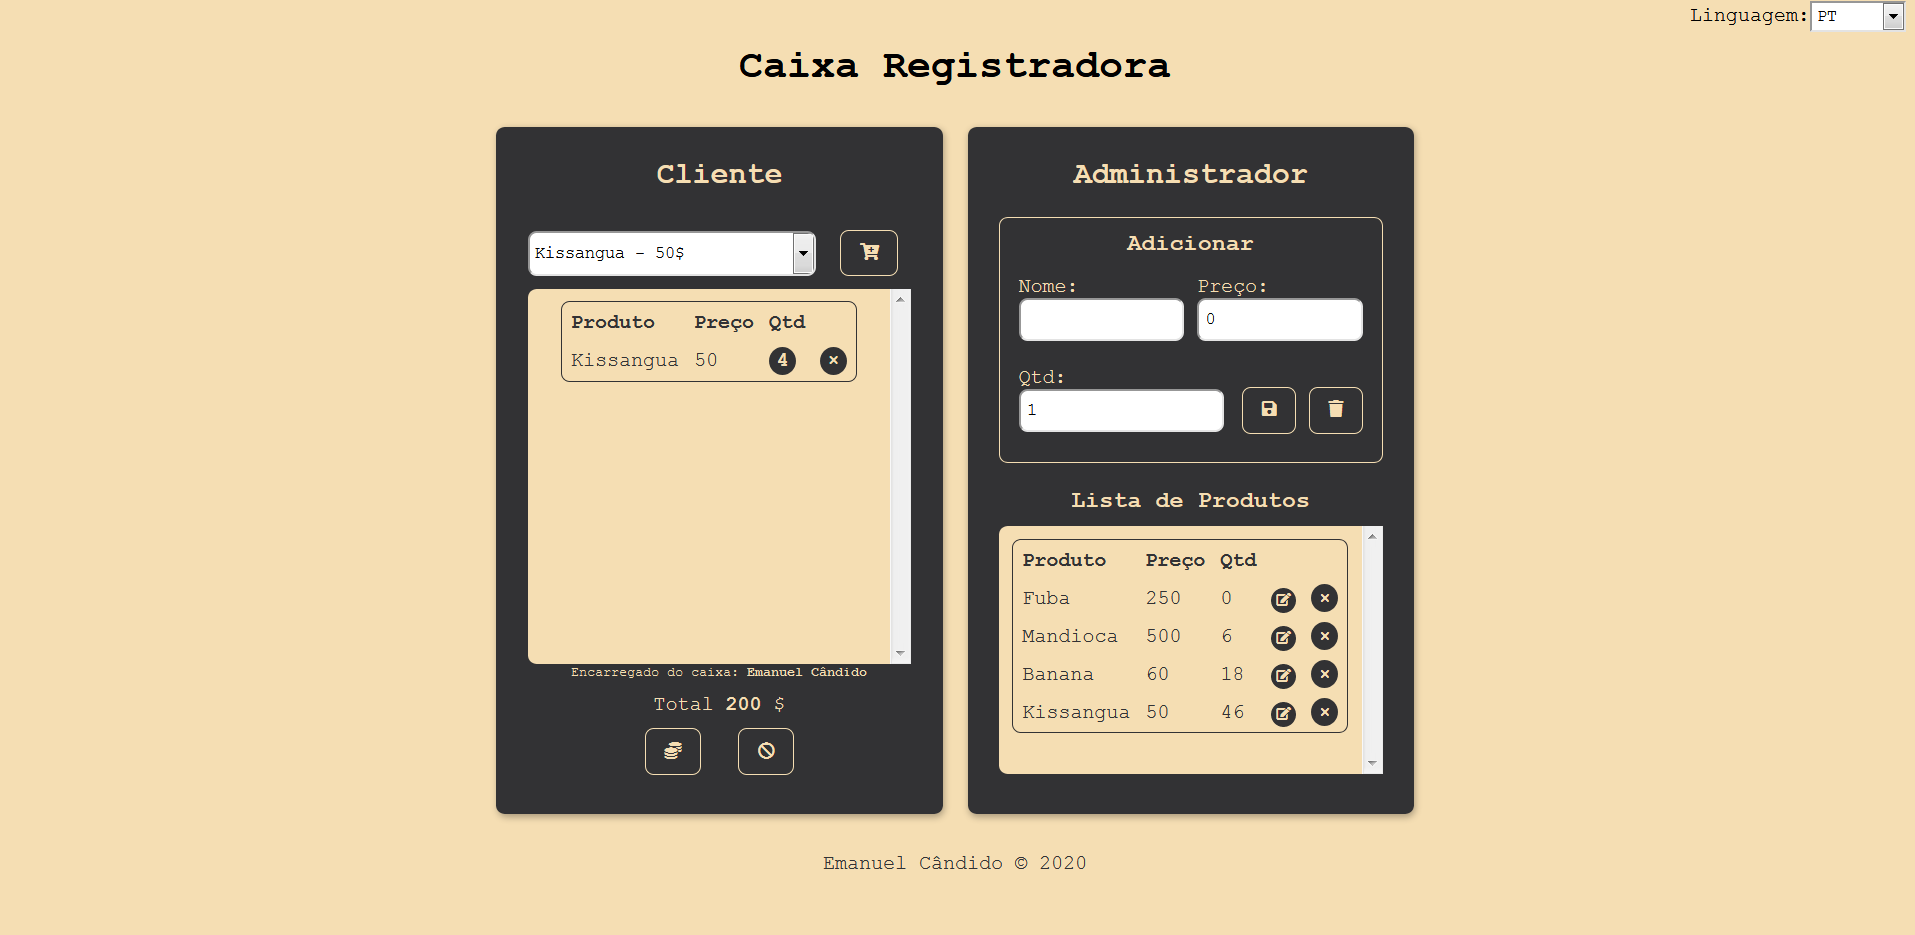 Linguagem: PT
Caixa Registradora
Cliente
Kissangua - 50$
Produto Preço Qtd
Kissangua 50 4
Encarregado do caixa: Emanuel Cândido
Total 200 $
Administrador
Adicionar
Nome: Preço:
0
Qtd:
1
Lista de Produtos
Produto Preço Qtd
Fuba 250 0
Mandioca 500 6
Banana 60 18
Kissangua 50 46
Emanuel Cândido © 2020